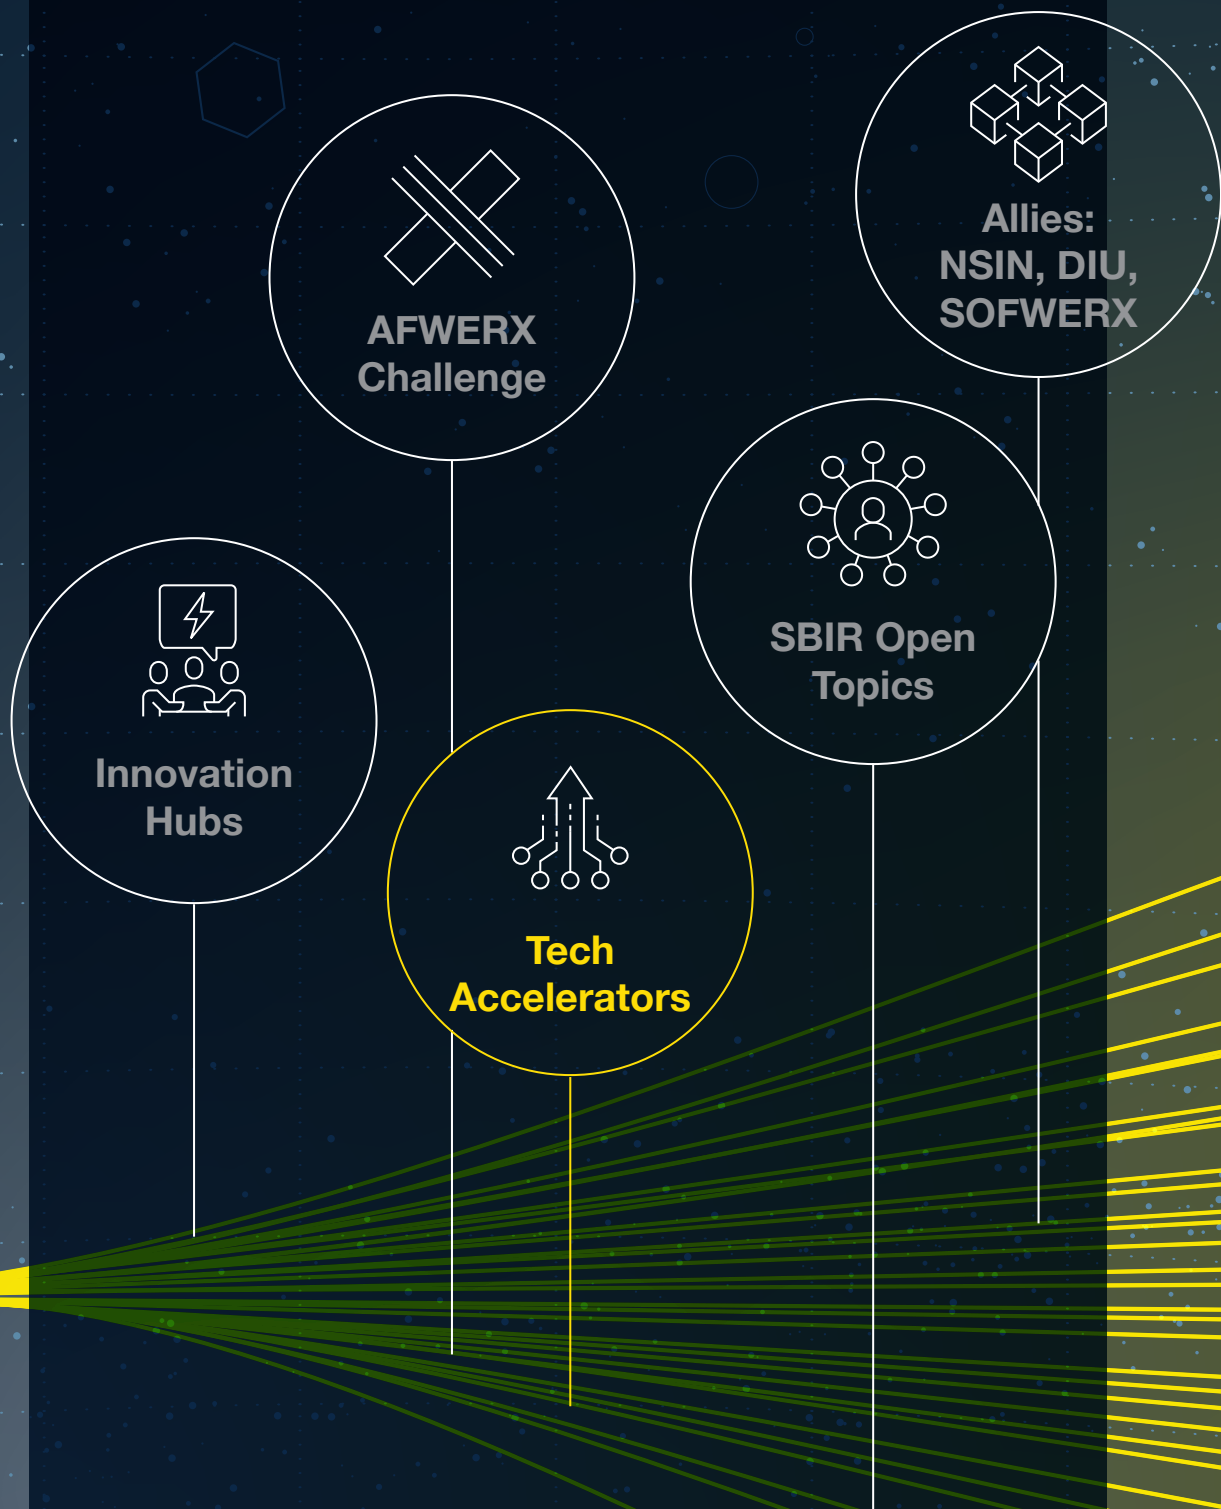 Allies:
NSIN, DIU,
SOFWERX
AFWERX
Challenge
SBIR Open
Topics
Innovation
Hubs
Tech
Accelerators